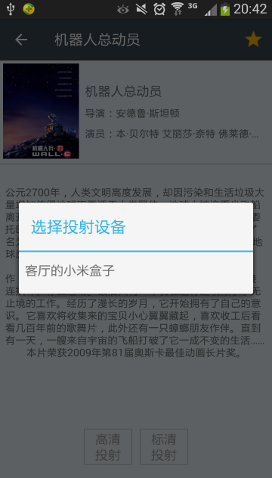 3G 20:42
机器人总动员
机器人总动员
导演：安德鲁·斯坦顿
机器人总动员
WALL·E
演员：本·贝尔特 艾丽莎·奈特 佛莱德·...
公元2700年，人类文明高度发展，却因污染和生活垃圾大
选择投射设备
客厅的小米盒子
止境的工作。经历了漫长的岁月，它开始拥有了自己的意
识。它喜欢将收集来的宝贝小心翼翼藏起，喜欢收工后看
看几百年前的歌舞片，此外还有一只蟑螂朋友作伴。直到
有一天，一艘来自宇宙的飞船打破了它一成不变的生活......
本片荣获2009年第81届奥斯卡最佳动画长片奖。
高清
投射
标清
投射